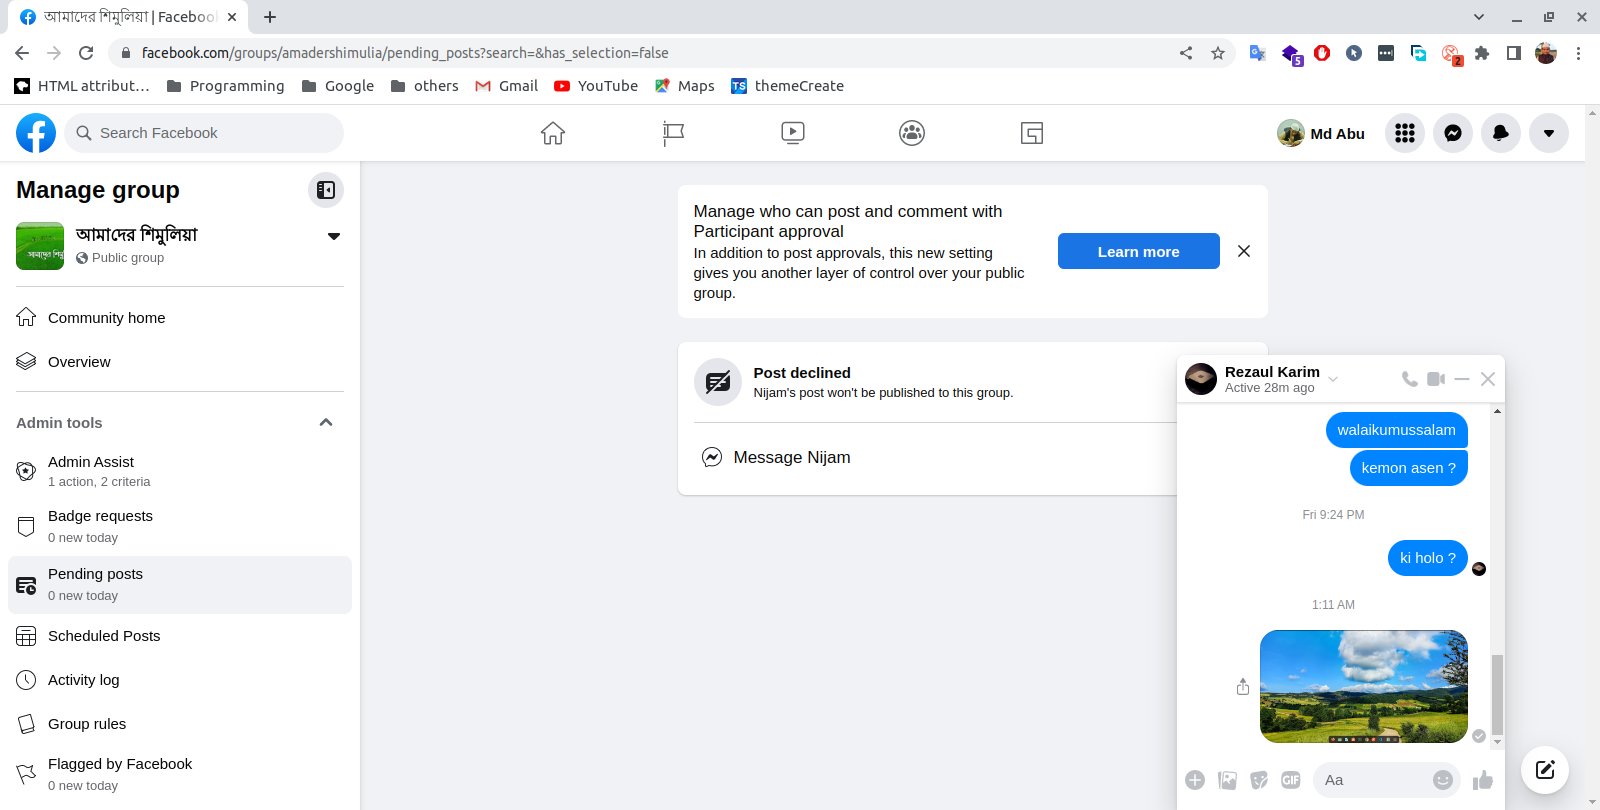 আমাদের শিমুলিয়া | Faceboo
facebook.com/groups/amadershimulia/pending_posts?search=&has_selection=false
5
2
HTML attribut...
Programming
Google
others
Gmail
YouTube
Maps
TS
themeCreate
Search Facebook
Md Abu
Manage group
আমাদের শিমুলিয়া
Public group
Community home
Overview
Admin tools
Admin Assist
1 action, 2 criteria
Badge requests
0 new today
Pending posts
0 new today
Scheduled Posts
Activity log
Group rules
Flagged by Facebook
0 new today
Manage who can post and comment with
Participant approval
In addition to post approvals, this new setting
gives you another layer of control over your public
group.
Learn more
Post declined
Nijam's post won't be published to this group.
Message Nijam
Rezaul Karim
Active 28m ago
walaikumussalam
kemon asen ?
Fri 9:24 PM
ki holo ?
1:11 AM
GIF
Aa